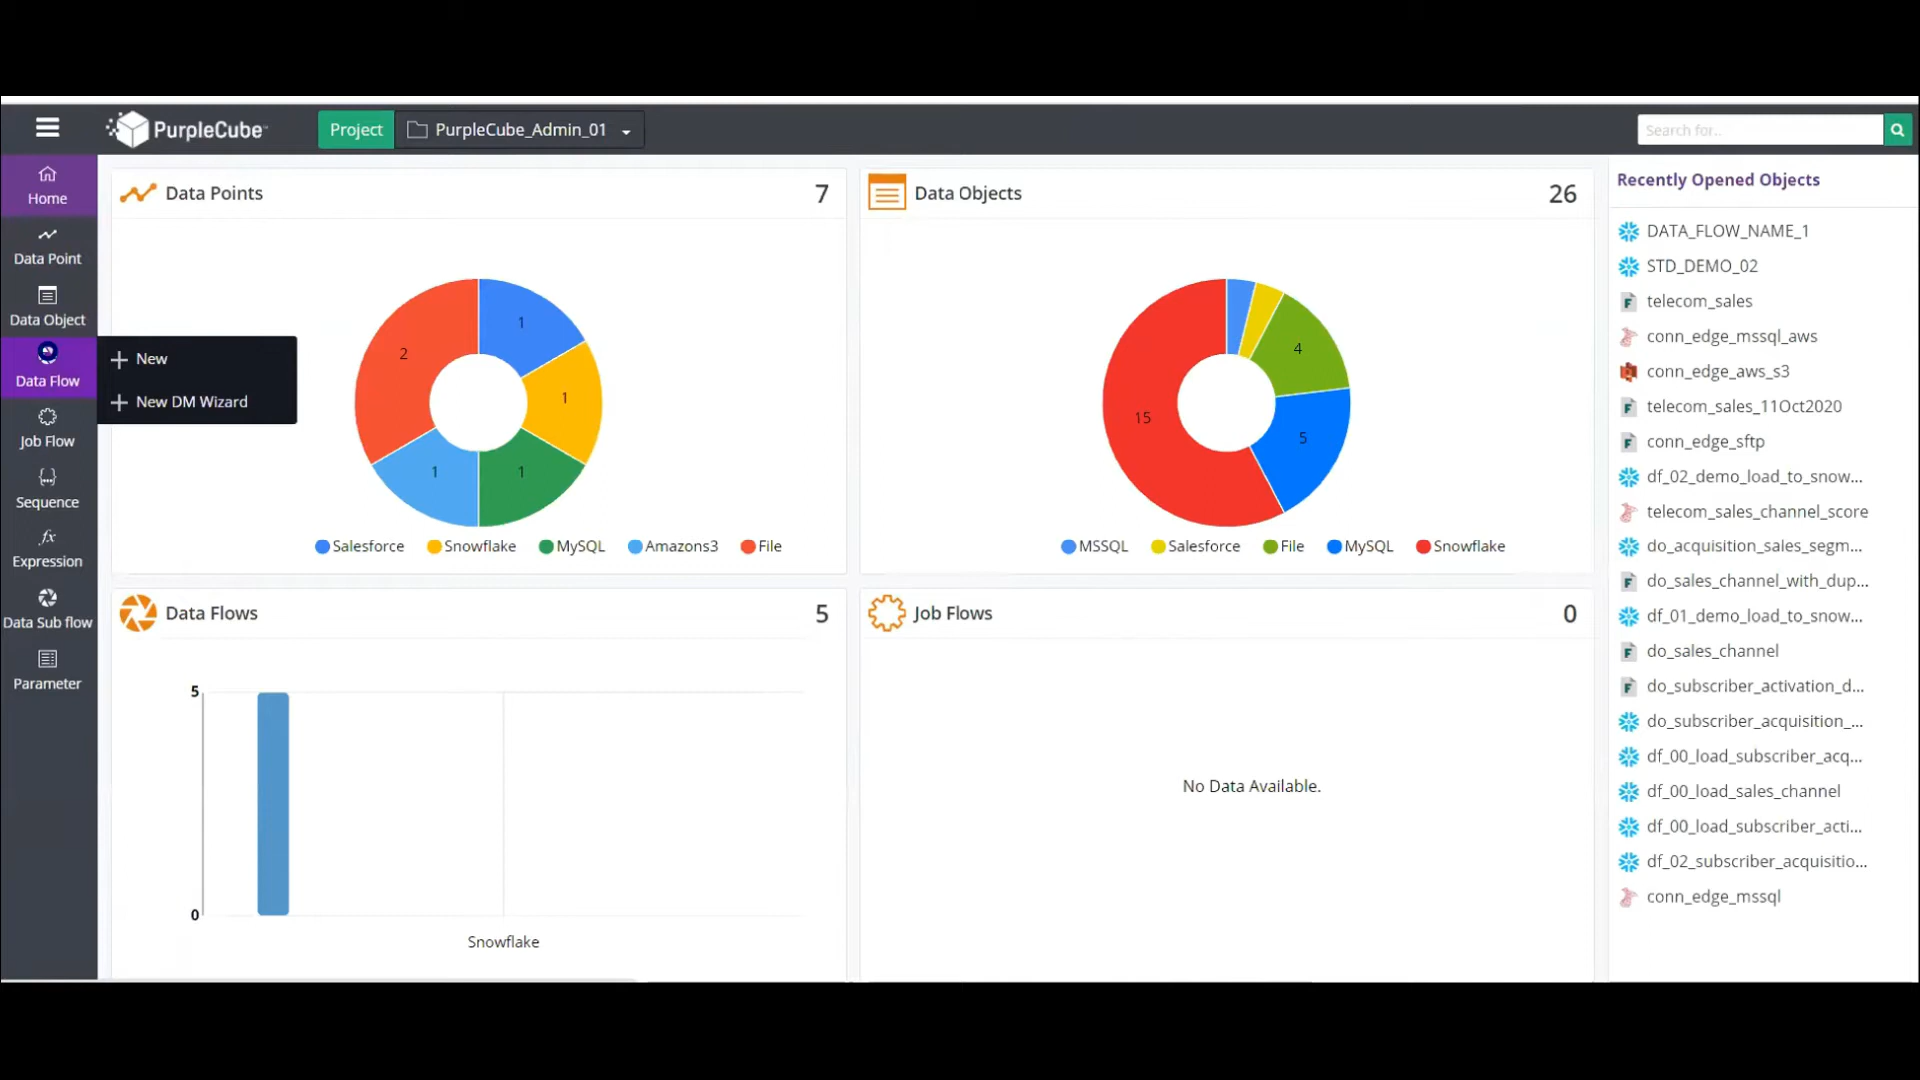 PurpleCube™
Project
PurpleCube_Admin_01
Search for..
Home
Data Point
Data Object
Data Flow
Job Flow
Sequence
fx
Expression
Data Sub flow
Parameter
New
New DM Wizard
Data Points
7
1
1
1
1
2
Salesforce
Snowflake
MySQL
Amazons3
File
Data Objects
26
4
5
15
MSSQL
Salesforce
File
MySQL
Snowflake
Data Flows
5
5
0
Snowflake
Job Flows
0
No Data Available.
Recently Opened Objects
DATA_FLOW_NAME_1
STD_DEMO_02
F telecom_sales
conn_edge_mssql_aws
conn_edge_aws_s3
F telecom_sales_11Oct2020
F conn_edge_sftp
df_02_demo_load_to_snow...
telecom_sales_channel_score
do_acquisition_sales_segm...
F do_sales_channel_with_dup...
df_01_demo_load_to_snow...
F do_sales_channel
F do_subscriber_activation_d...
do_subscriber_acquisition_...
df_00_load_subscriber_acq...
df_00_load_sales_channel
df_00_load_subscriber_acti...
df_02_subscriber_acquisitio...
conn_edge_mssql